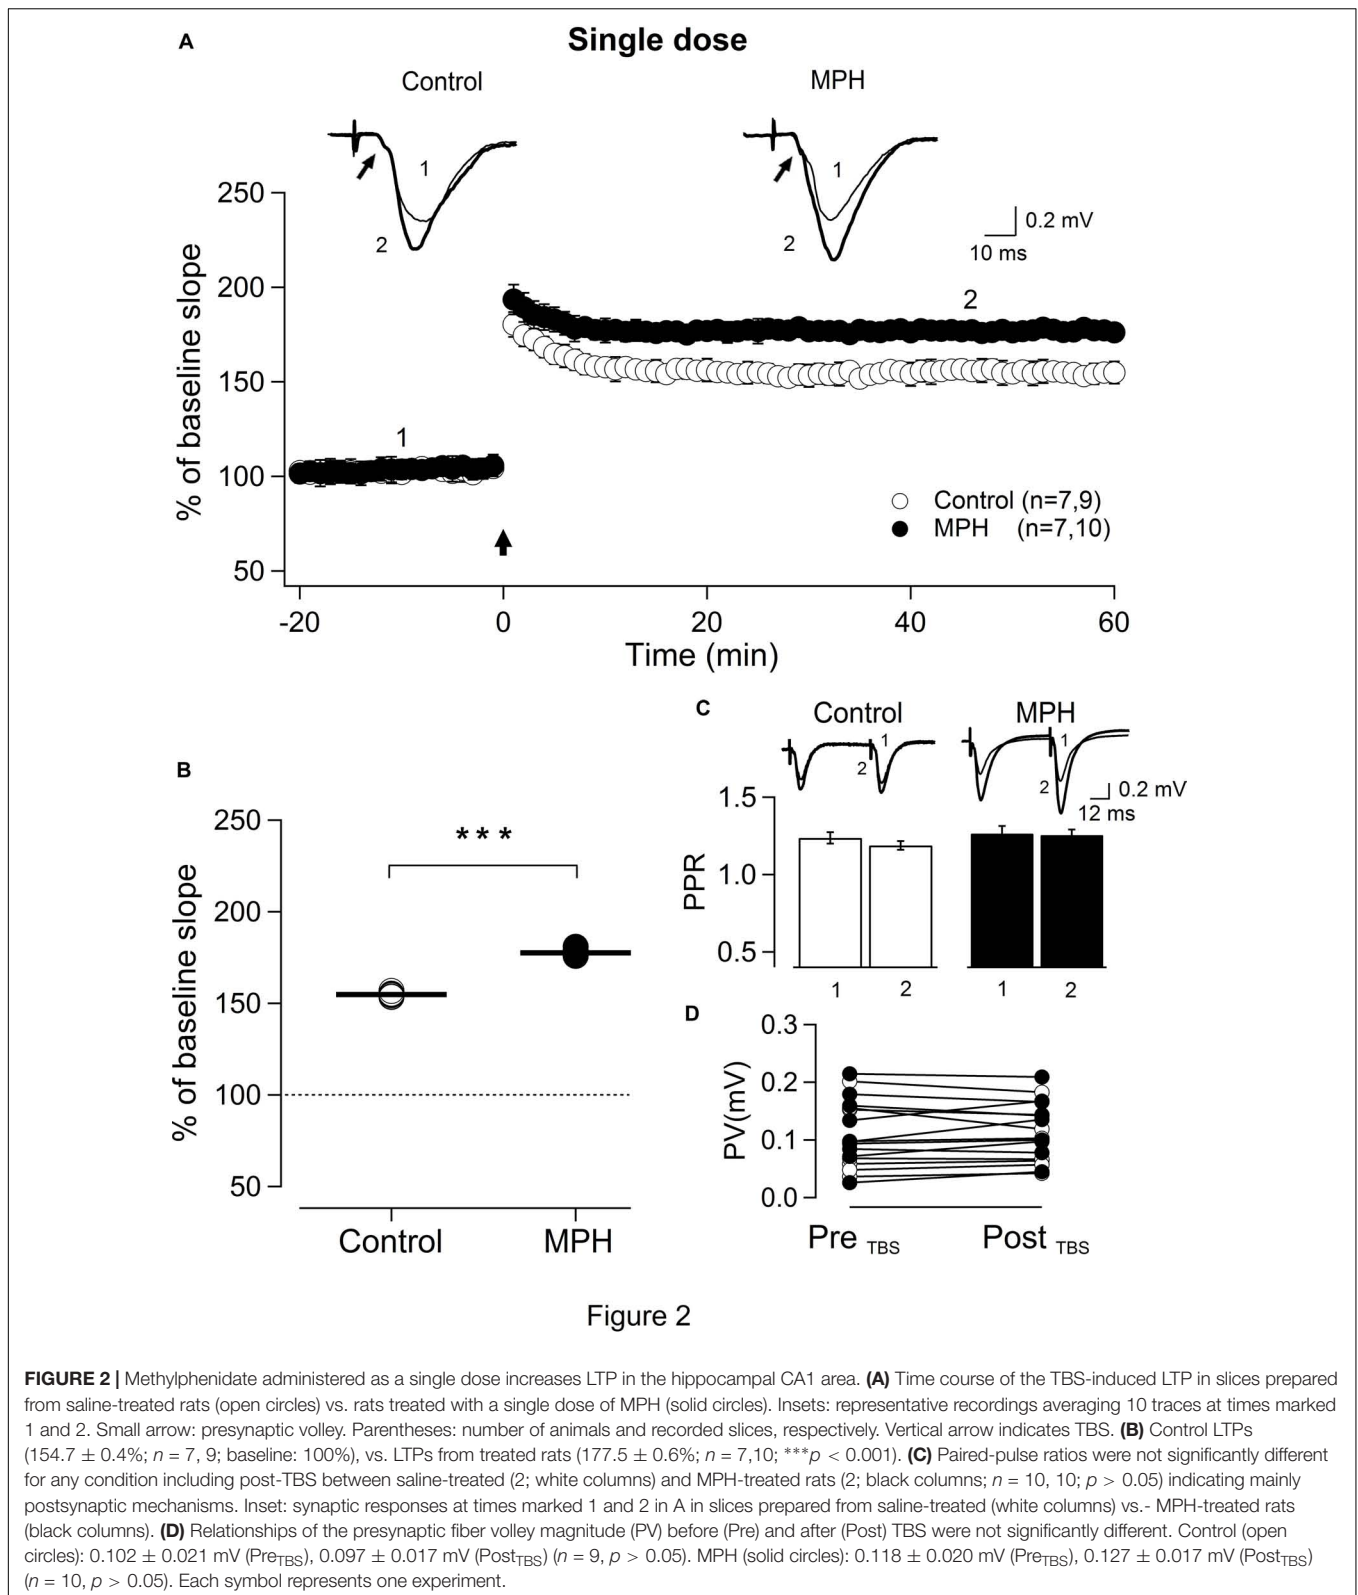 A
Single dose
Control
MPH
1
2
1
2
0.2 mV
10 ms
250
200
150
100
50
% of baseline slope
1
2
Control (n=7,9)
MPH (n=7,10)
-20
0
20
40
60
Time (min)
B
250
200
150
100
50
% of baseline slope
***
Control
MPH
C
Control
MPH
1
2
1
2
0.2 mV
12 ms
1.5
1.0
0.5
PPR
1
2
1
2
D
0.3
0.2
0.1
0.0
PV(mV)
Pre TBS
Post TBS
Figure 2
FIGURE 2 | Methylphenidate administered as a single dose increases LTP in the hippocampal CA1 area. (A) Time course of the TBS-induced LTP in slices prepared
from saline-treated rats (open circles) vs. rats treated with a single dose of MPH (solid circles). Insets: representative recordings averaging 10 traces at times marked
1 and 2. Small arrow: presynaptic volley. Parentheses: number of animals and recorded slices, respectively. Vertical arrow indicates TBS. (B) Control LTPs
(154.7 ± 0.4%; n = 7, 9; baseline: 100%), vs. LTPs from treated rats (177.5 ± 0.6%; n = 7,10; ***p < 0.001). (C) Paired-pulse ratios were not significantly different
for any condition including post-TBS between saline-treated (2; white columns) and MPH-treated rats (2; black columns; n = 10, 10; p > 0.05) indicating mainly
postsynaptic mechanisms. Inset: synaptic responses at times marked 1 and 2 in A in slices prepared from saline-treated (white columns) vs.- MPH-treated rats
(black columns). (D) Relationships of the presynaptic fiber volley magnitude (PV) before (Pre) and after (Post) TBS were not significantly different. Control (open
circles): 0.102 ± 0.021 mV (PreTBS), 0.097 ± 0.017 mV (PostTBS) (n = 9, p > 0.05). MPH (solid circles): 0.118 ± 0.020 mV (PreTBS), 0.127 ± 0.017 mV (PostTBS)
(n = 10, p > 0.05). Each symbol represents one experiment.